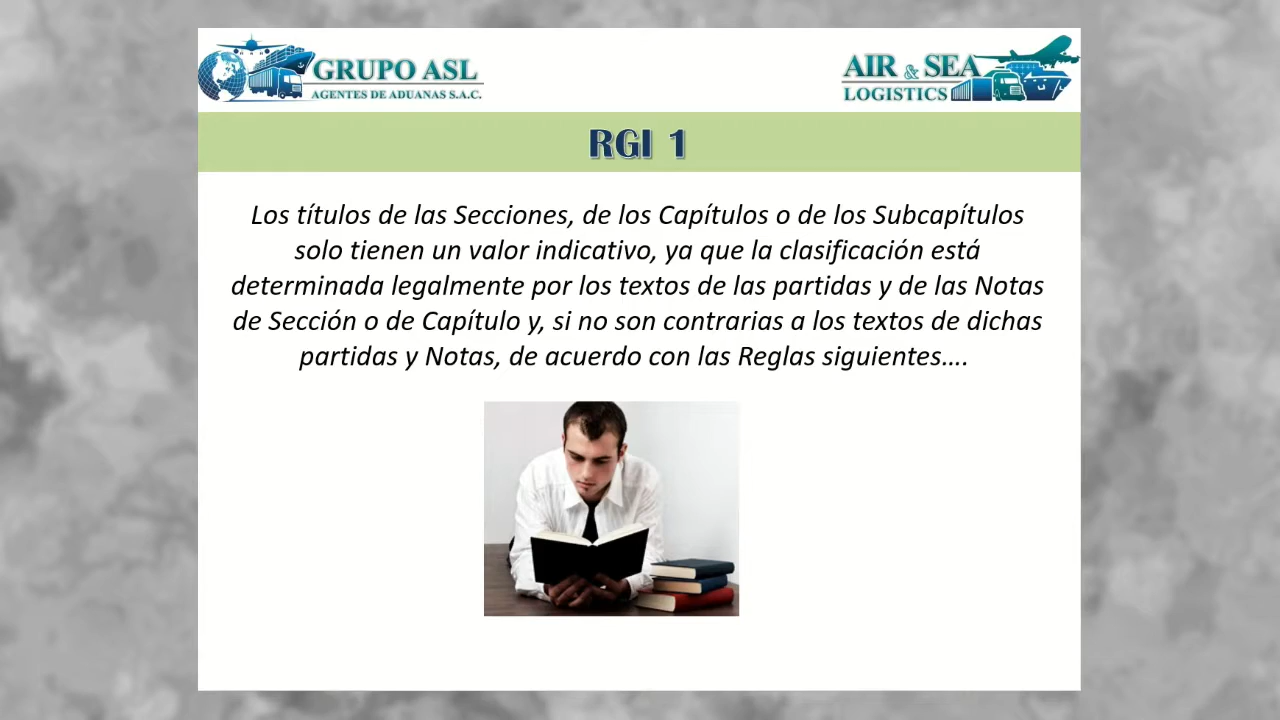 GRUPO ASL
AGENTES DE ADUANAS S.A.C.
AIR & SEA
LOGISTICS
RGI 1
Los títulos de las Secciones, de los Capítulos o de los Subcapítulos
solo tienen un valor indicativo, ya que la clasificación está
determinada legalmente por los textos de las partidas y de las Notas
de Sección o de Capítulo y, si no son contrarias a los textos de dichas
partidas y Notas, de acuerdo con las Reglas siguientes….